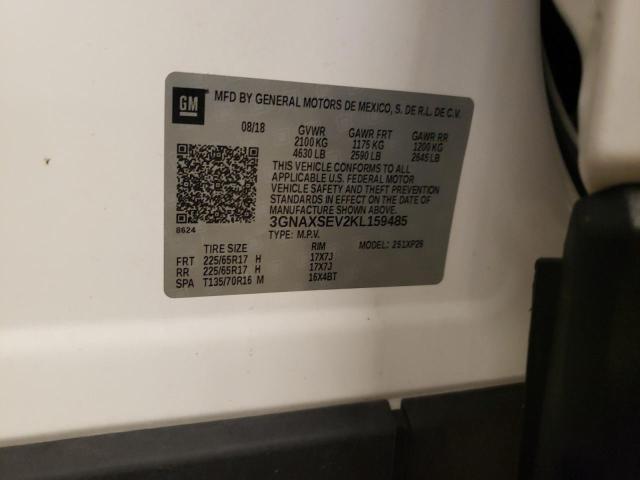 GM
MFD BY GENERAL MOTORS DE MEXICO, S. DE R.L. DE C.V.
08/18 GVWR GAWR FRT GAWR RR
2100 KG 1175 KG 1200 KG
4630 LB 2590 LB 2645 LB
THIS VEHICLE CONFORMS TO ALL
APPLICABLE U.S. FEDERAL MOTOR
VEHICLE SAFETY AND THEFT PREVENTION
STANDARDS IN EFFECT ON THE DATE OF
MANUFACTURE SHOWN ABOVE.
8624 3GNAXSEV2KL159485
TYPE: M.P.V. MODEL: 251XP26
TIRE SIZE RIM
FRT 225/65R17 H 17X7J
RR 225/65R17 H 17X7J
SPA T135/70R16 M 16X4BT